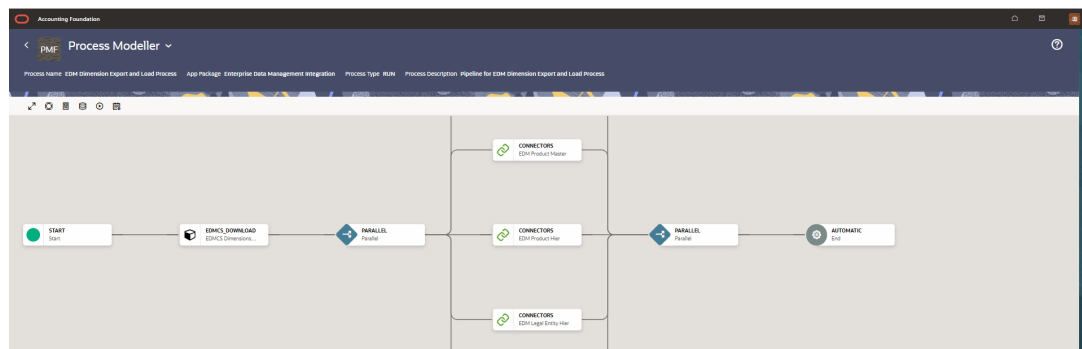 Accounting Foundation
PMF Process Modeller
Process Name EDM Dimension Export and Load Process App Package Enterprise Data Management Integration Process Type RUN Process Description Pipeline for EDM Dimension Export and Load Process
CONNECTORS
EDM Product Master
START
Start
EDMCS_DOWNLOAD
EDMCS Dimensions...
PARALLEL
Parallel
CONNECTORS
EDM Product Hier
PARALLEL
Parallel
AUTOMATIC
End
CONNECTORS
EDM Legal Entity Hier